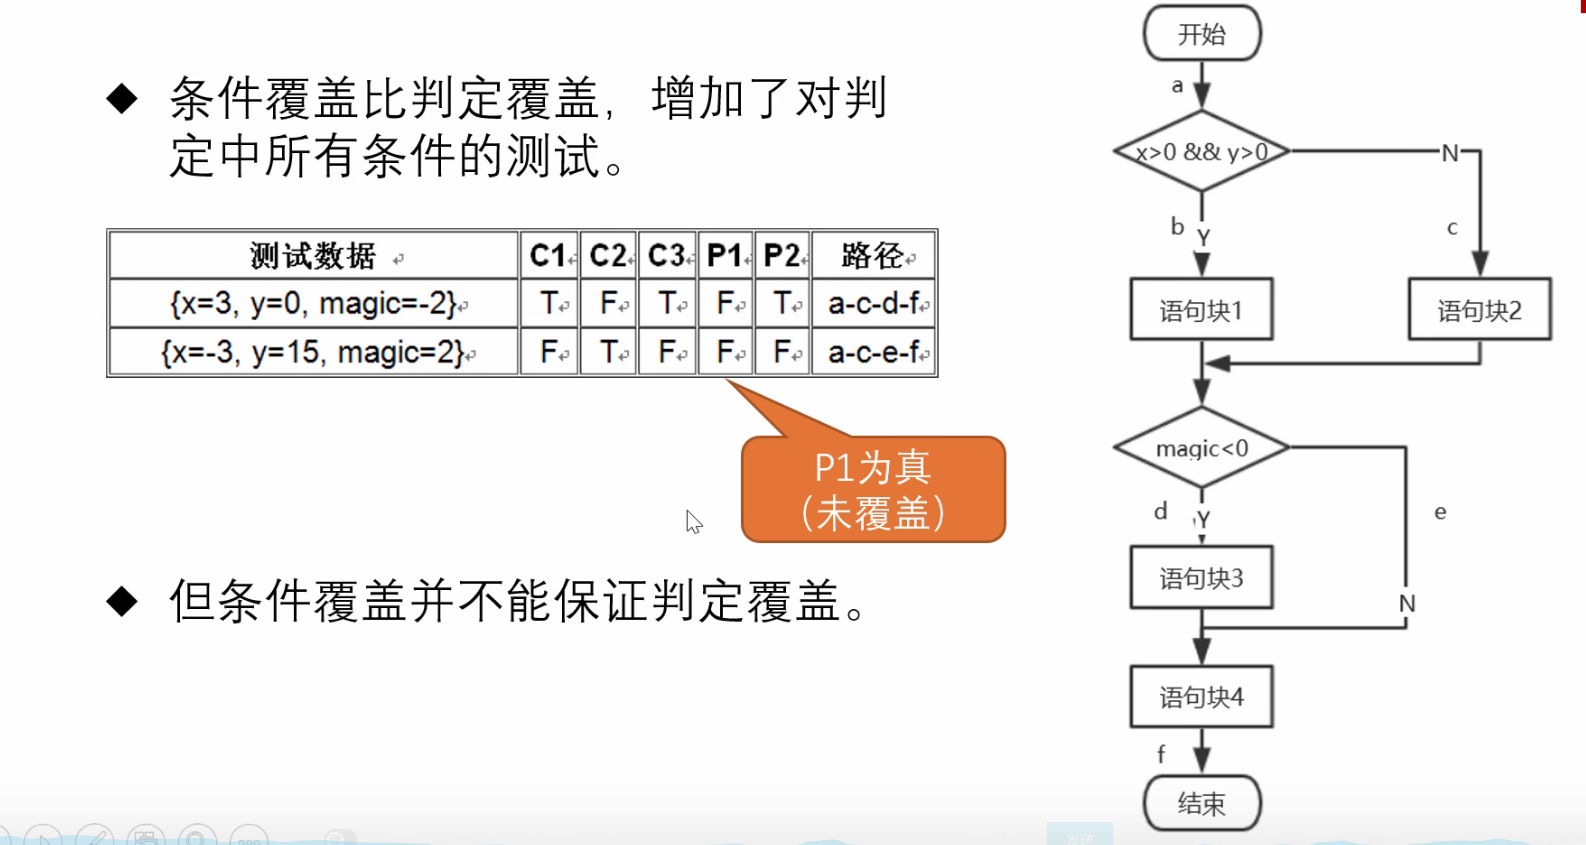 条件覆盖比判定覆盖，增加了对判
定中所有条件的测试。
测试数据 C1 C2 C3 P1 P2 路径
{x=3, y=0, magic=-2} T F T F T a-c-d-f
{x=-3, y=15, magic=2} F T F F F a-c-e-f
P1为真
（未覆盖）
但条件覆盖并不能保证判定覆盖。
开始
a
x>0 && y>0
N
b
Y
c
语句块1
语句块2
magic<0
d
Y
e
语句块3
N
语句块4
f
结束
发送